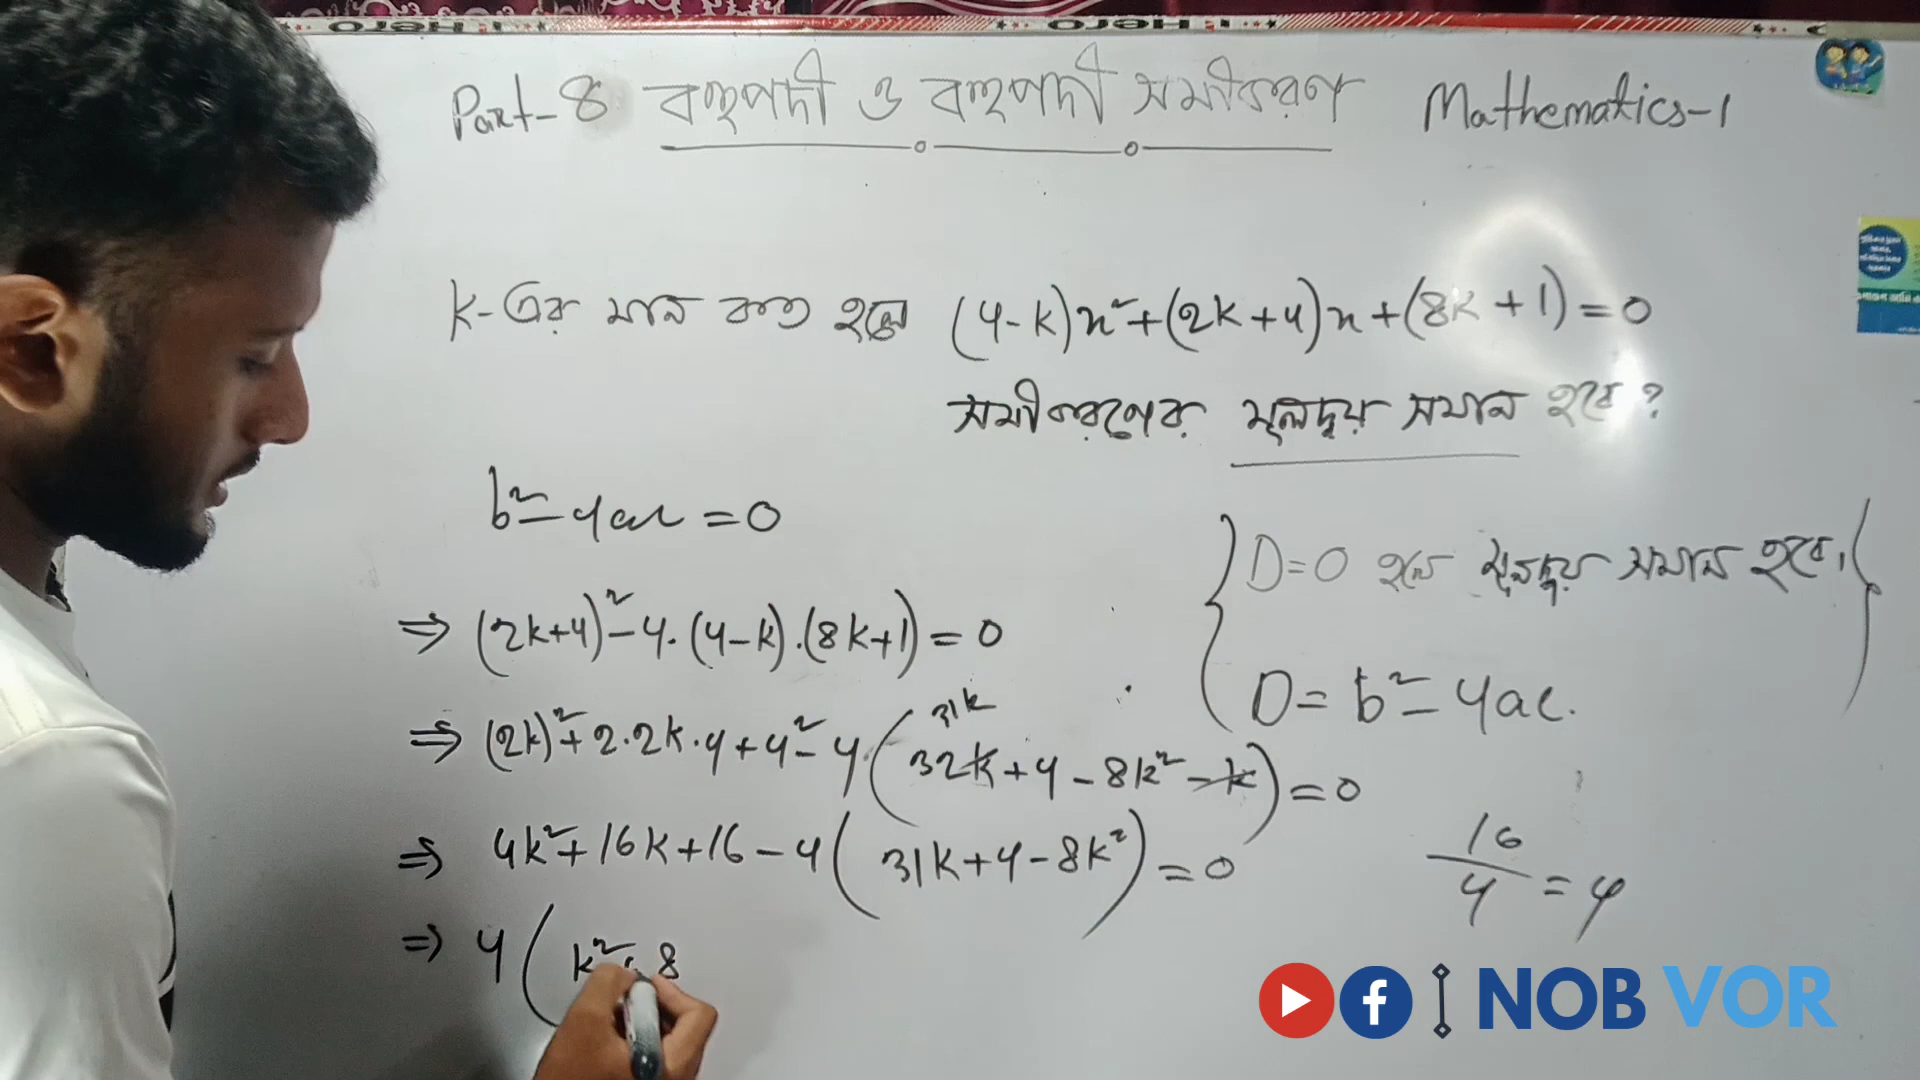 Part-8 বহুপদী ও বহুপদী সমীকরণ Mathematics-1
k-এর মান কত হলে (4-k)x²+(2k+4)x+(8k+1)=0
সমীকরণের মূলদ্বয় সমান হবে?
b²-4ac=0
D=0 হলে মূলদ্বয় সমান হবে।
⇒ (2k+4)²-4.(4-k).(8k+1)=0
D=b²-4ac.
31k
⇒ (2k)²+2.2k.4+4²-4(32k+4-8k²-k)=0
⇒ 4k²+16k+16-4(31k+4-8k²)=0
16/4=4
⇒ 4(k² 8
NOB VOR